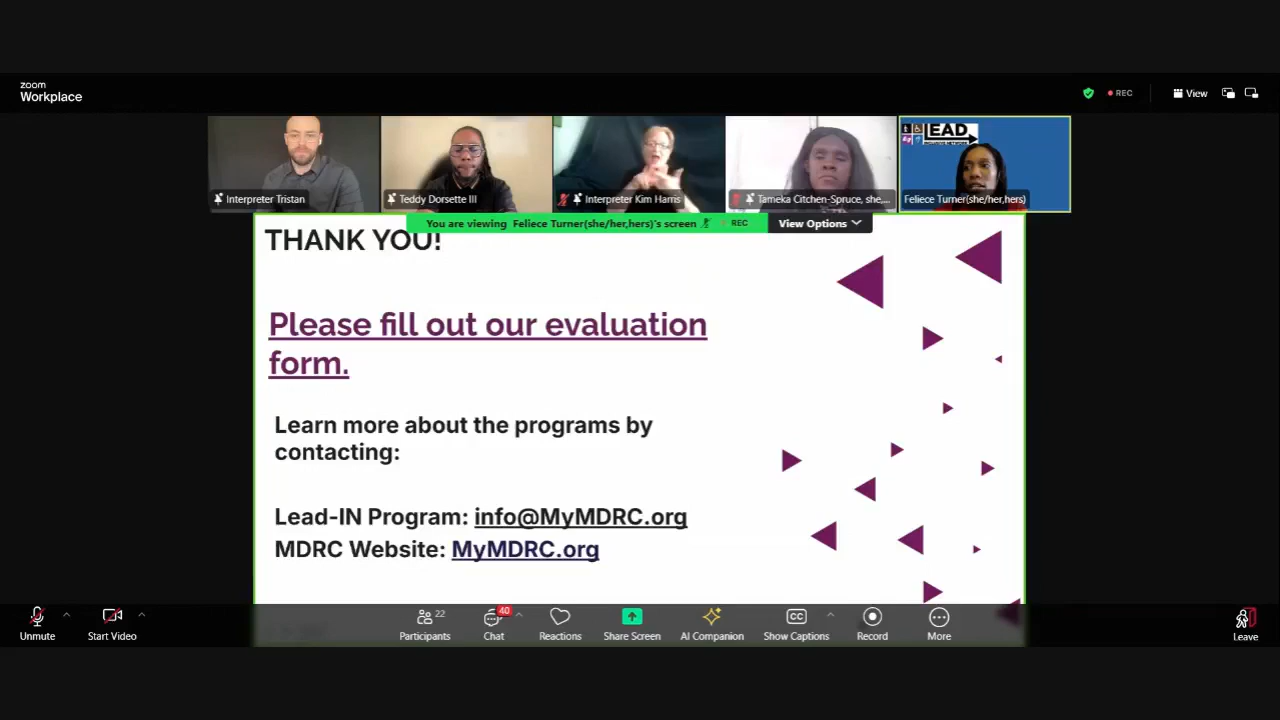 zoom
Workplace
REC
View
LEAD
Interpreter Tristan
Teddy Dorsette III
Interpreter Kim Harris
Tameka Citchen-Spruce, she,...
Feliece Turner(she/her,hers)
You are viewing Feliece Turner(she/her,hers)'s screen
REC
View Options
THANK YOU!
Please fill out our evaluation
form.
Learn more about the programs by
contacting:
Lead-IN Program: info@MyMDRC.org
MDRC Website: MyMDRC.org
Unmute
Start Video
22
Participants
40
Chat
Reactions
Share Screen
AI Companion
CC
Show Captions
Record
More
Leave